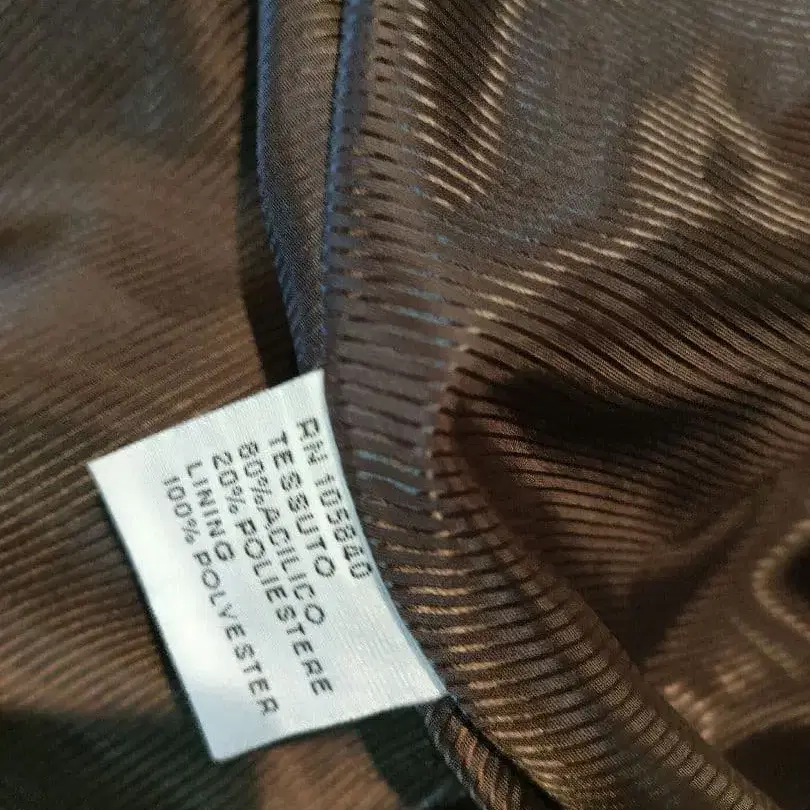 RN 105840
TESSUTO
80% ACILICO
20% POLIESTERE
LINING
100% POLYESTER